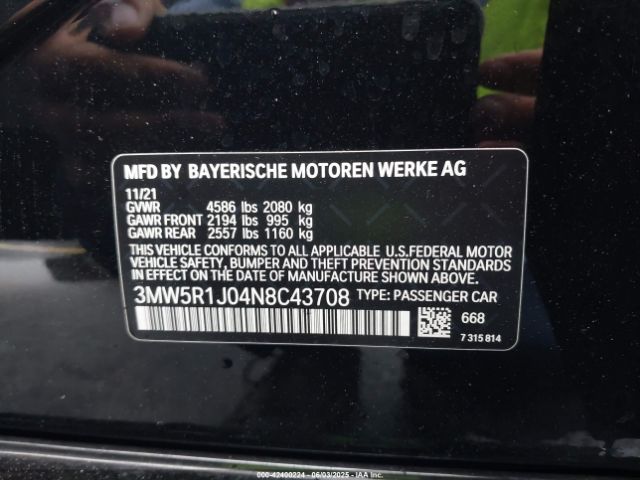 MFD BY BAYERISCHE MOTOREN WERKE AG
11/21
GVWR 4586 lbs 2080 kg
GAWR FRONT 2194 lbs 995 kg
GAWR REAR 2557 lbs 1160 kg
THIS VEHICLE CONFORMS TO ALL APPLICABLE U.S.FEDERAL MOTOR
VEHICLE SAFETY, BUMPER AND THEFT PREVENTION STANDARDS
IN EFFECT ON THE DATE OF MANUFACTURE SHOWN ABOVE.
3MW5R1J04N8C43708 TYPE: PASSENGER CAR
668
7 315 814
000-42400224 - 06/03/2025 - IAAI Inc.